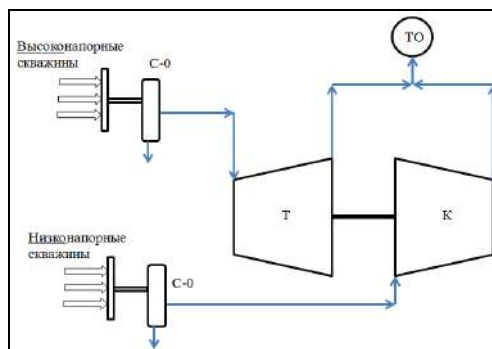 ТО
Высоконапорные
скважины
С-0
Т
К
Низконапорные
скважины
С-0